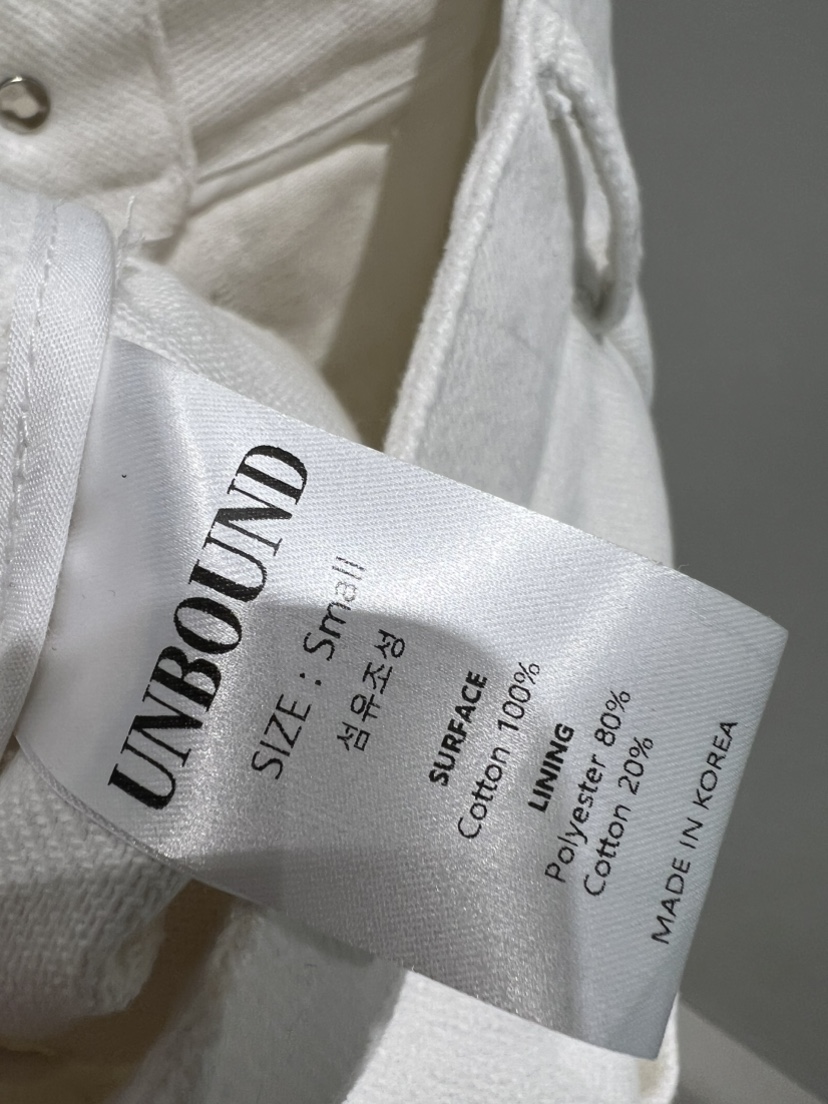 UNBOUND
SIZE : Small
섬유조성
SURFACE
Cotton 100%
LINING
Polyester 80%
Cotton 20%
MADE IN KOREA